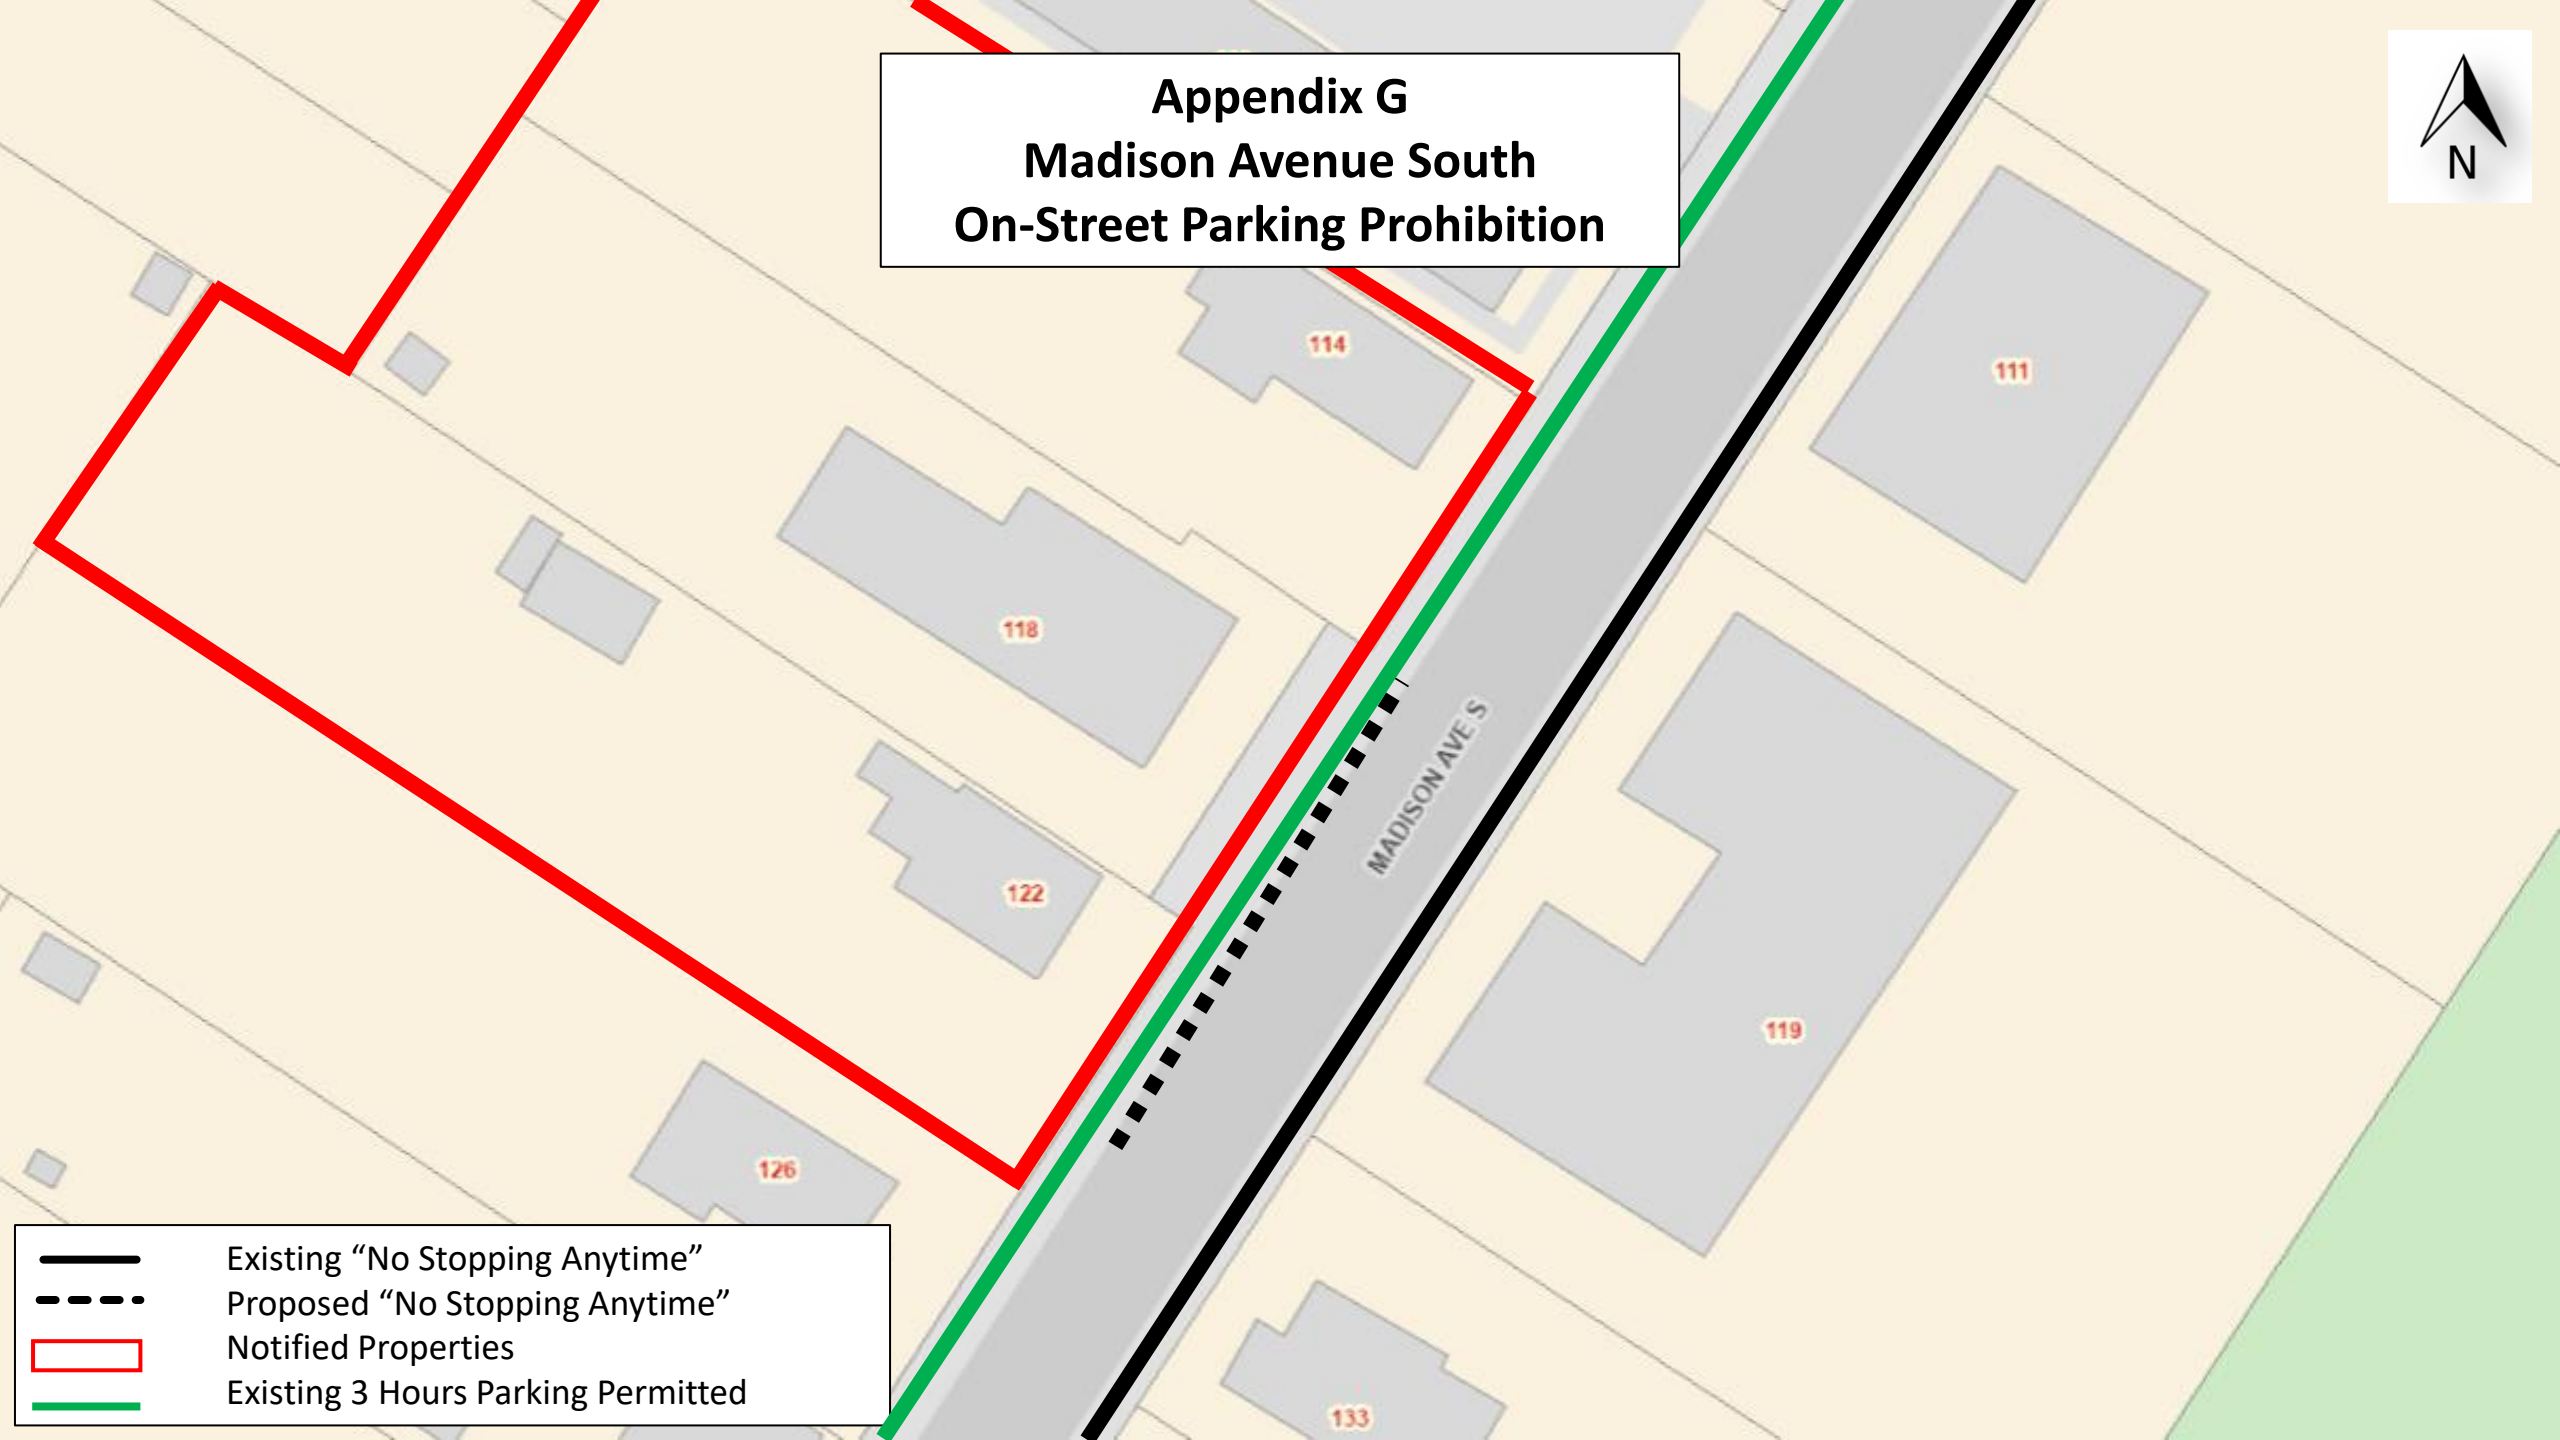 Appendix G
Madison Avenue South
On-Street Parking Prohibition
N
114
111
118
MADISON AVE S
122
119
126
133
Existing “No Stopping Anytime”
Proposed “No Stopping Anytime”
Notified Properties
Existing 3 Hours Parking Permitted